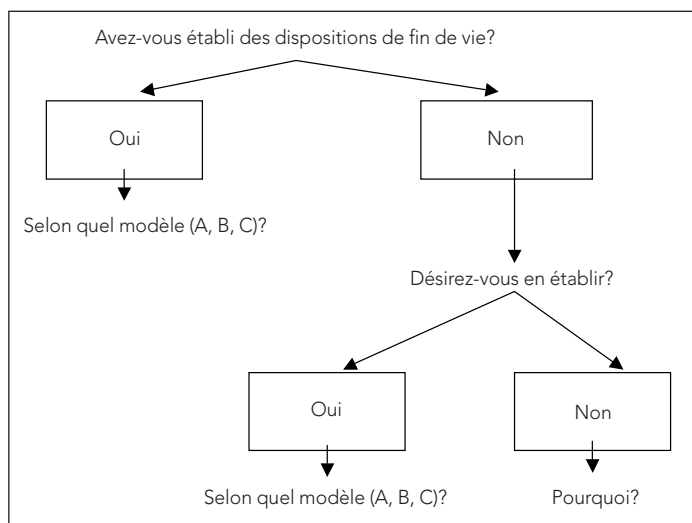 Avez-vous établi des dispositions de fin de vie?
Oui
Non
Selon quel modèle (A, B, C)?
Désirez-vous en établir?
Oui
Non
Selon quel modèle (A, B, C)?
Pourquoi?